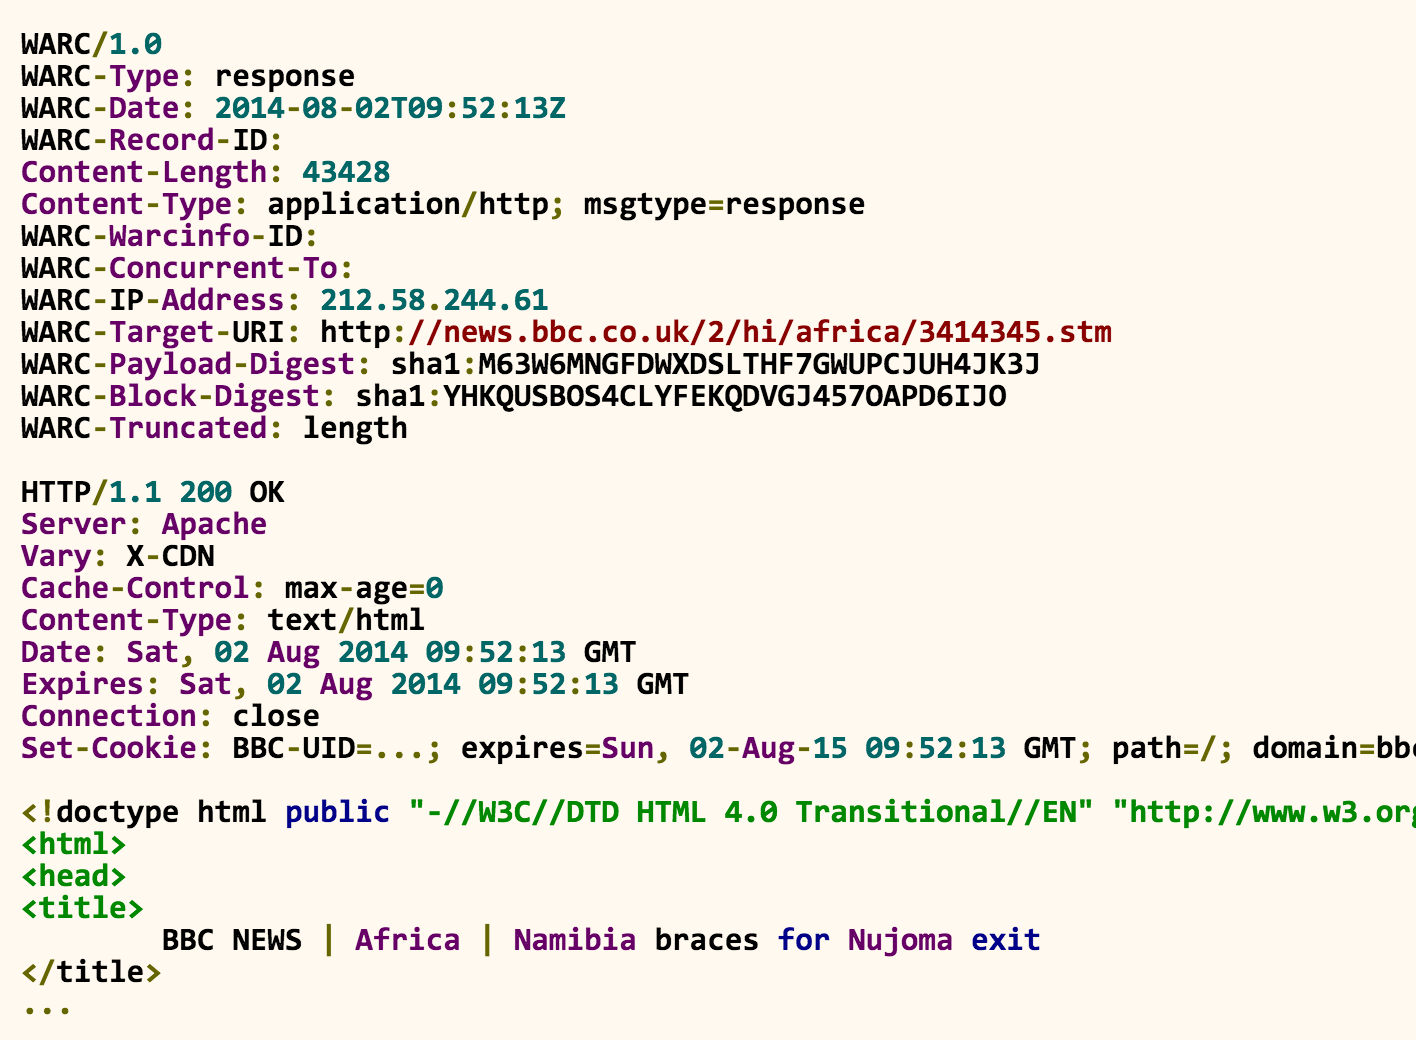 WARC/1.0
WARC-Type: response
WARC-Date: 2014-08-02T09:52:13Z
WARC-Record-ID:
Content-Length: 43428
Content-Type: application/http; msgtype=response
WARC-Warcinfo-ID:
WARC-Concurrent-To:
WARC-IP-Address: 212.58.244.61
WARC-Target-URI: http://news.bbc.co.uk/2/hi/africa/3414345.stm
WARC-Payload-Digest: sha1:M63W6MNGFDWXDSLTHF7GWUPCJUH4JK3J
WARC-Block-Digest: sha1:YHKQUSBOS4CLYFEKQDVGJ457OAPD6IJO
WARC-Truncated: length

HTTP/1.1 200 OK
Server: Apache
Vary: X-CDN
Cache-Control: max-age=0
Content-Type: text/html
Date: Sat, 02 Aug 2014 09:52:13 GMT
Expires: Sat, 02 Aug 2014 09:52:13 GMT
Connection: close
Set-Cookie: BBC-UID=...; expires=Sun, 02-Aug-15 09:52:13 GMT; path=/; domain=bbc

<!doctype html public "-//W3C//DTD HTML 4.0 Transitional//EN" "http://www.w3.org
<html>
<head>
<title>
        BBC NEWS | Africa | Namibia braces for Nujoma exit
</title>
...